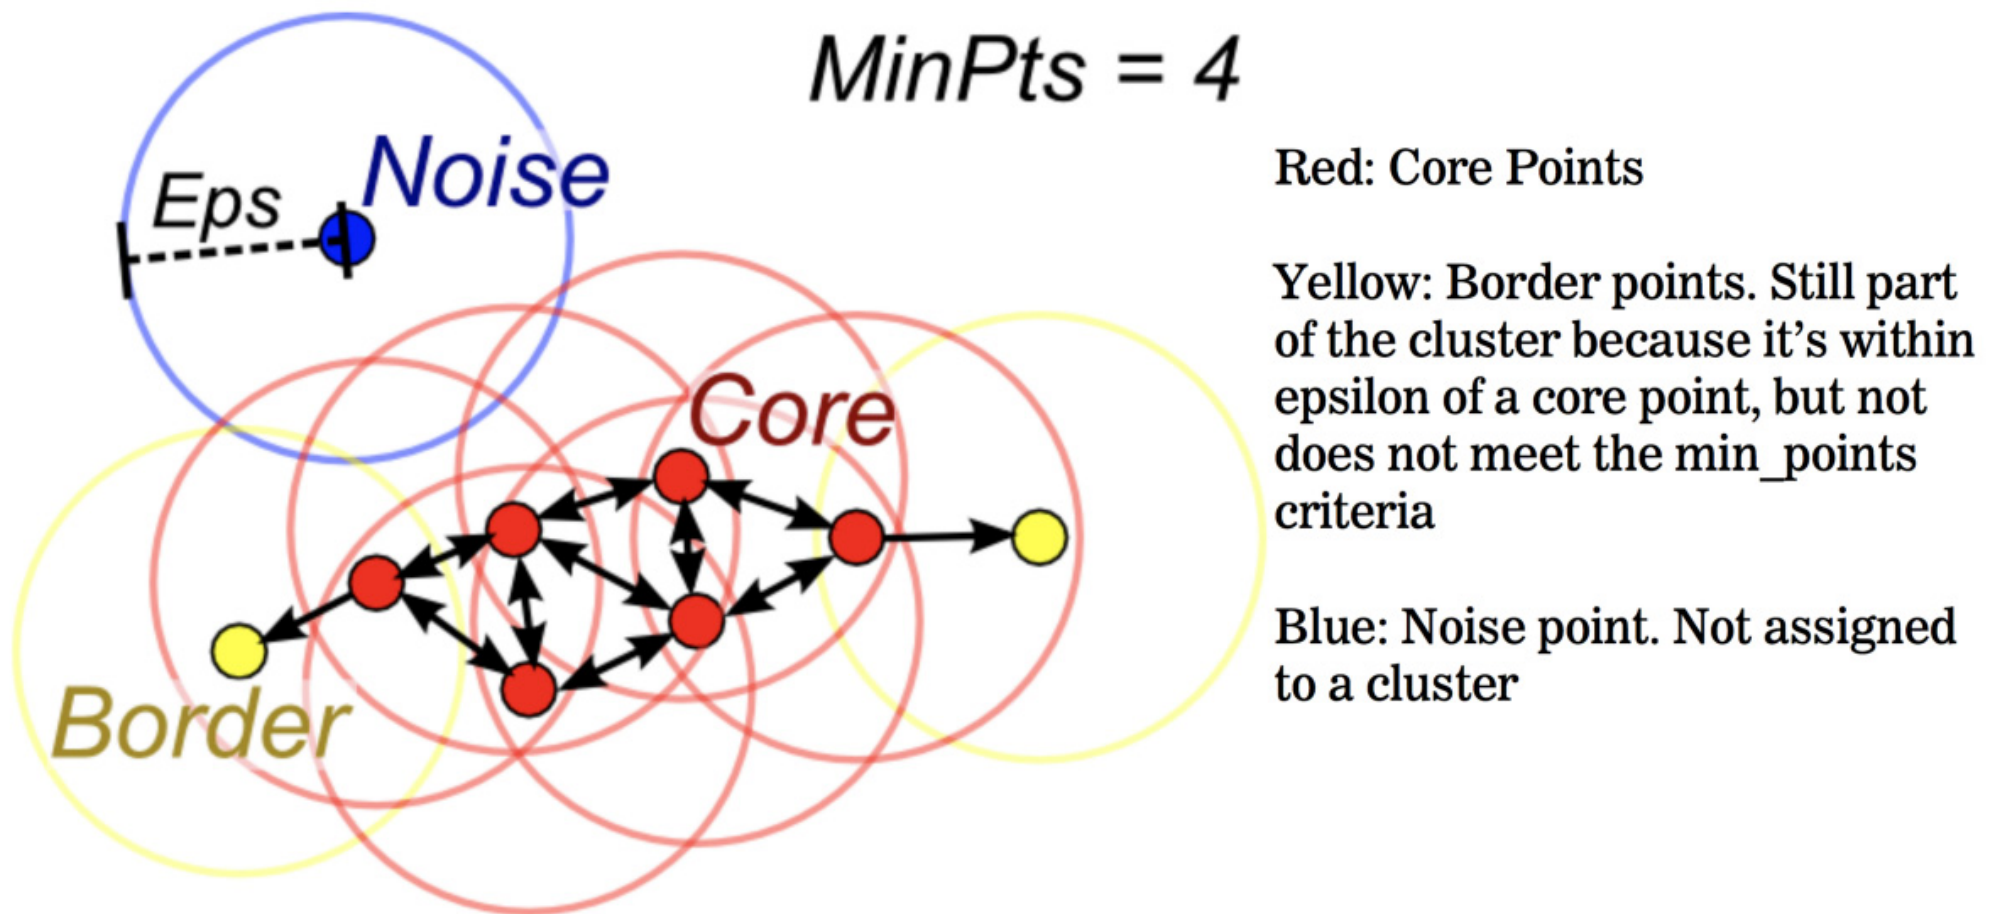 MinPts = 4
Noise
Eps
Core
Border
Red: Core Points
Yellow: Border points. Still part
of the cluster because it’s within
epsilon of a core point, but not
does not meet the min_points
criteria
Blue: Noise point. Not assigned
to a cluster